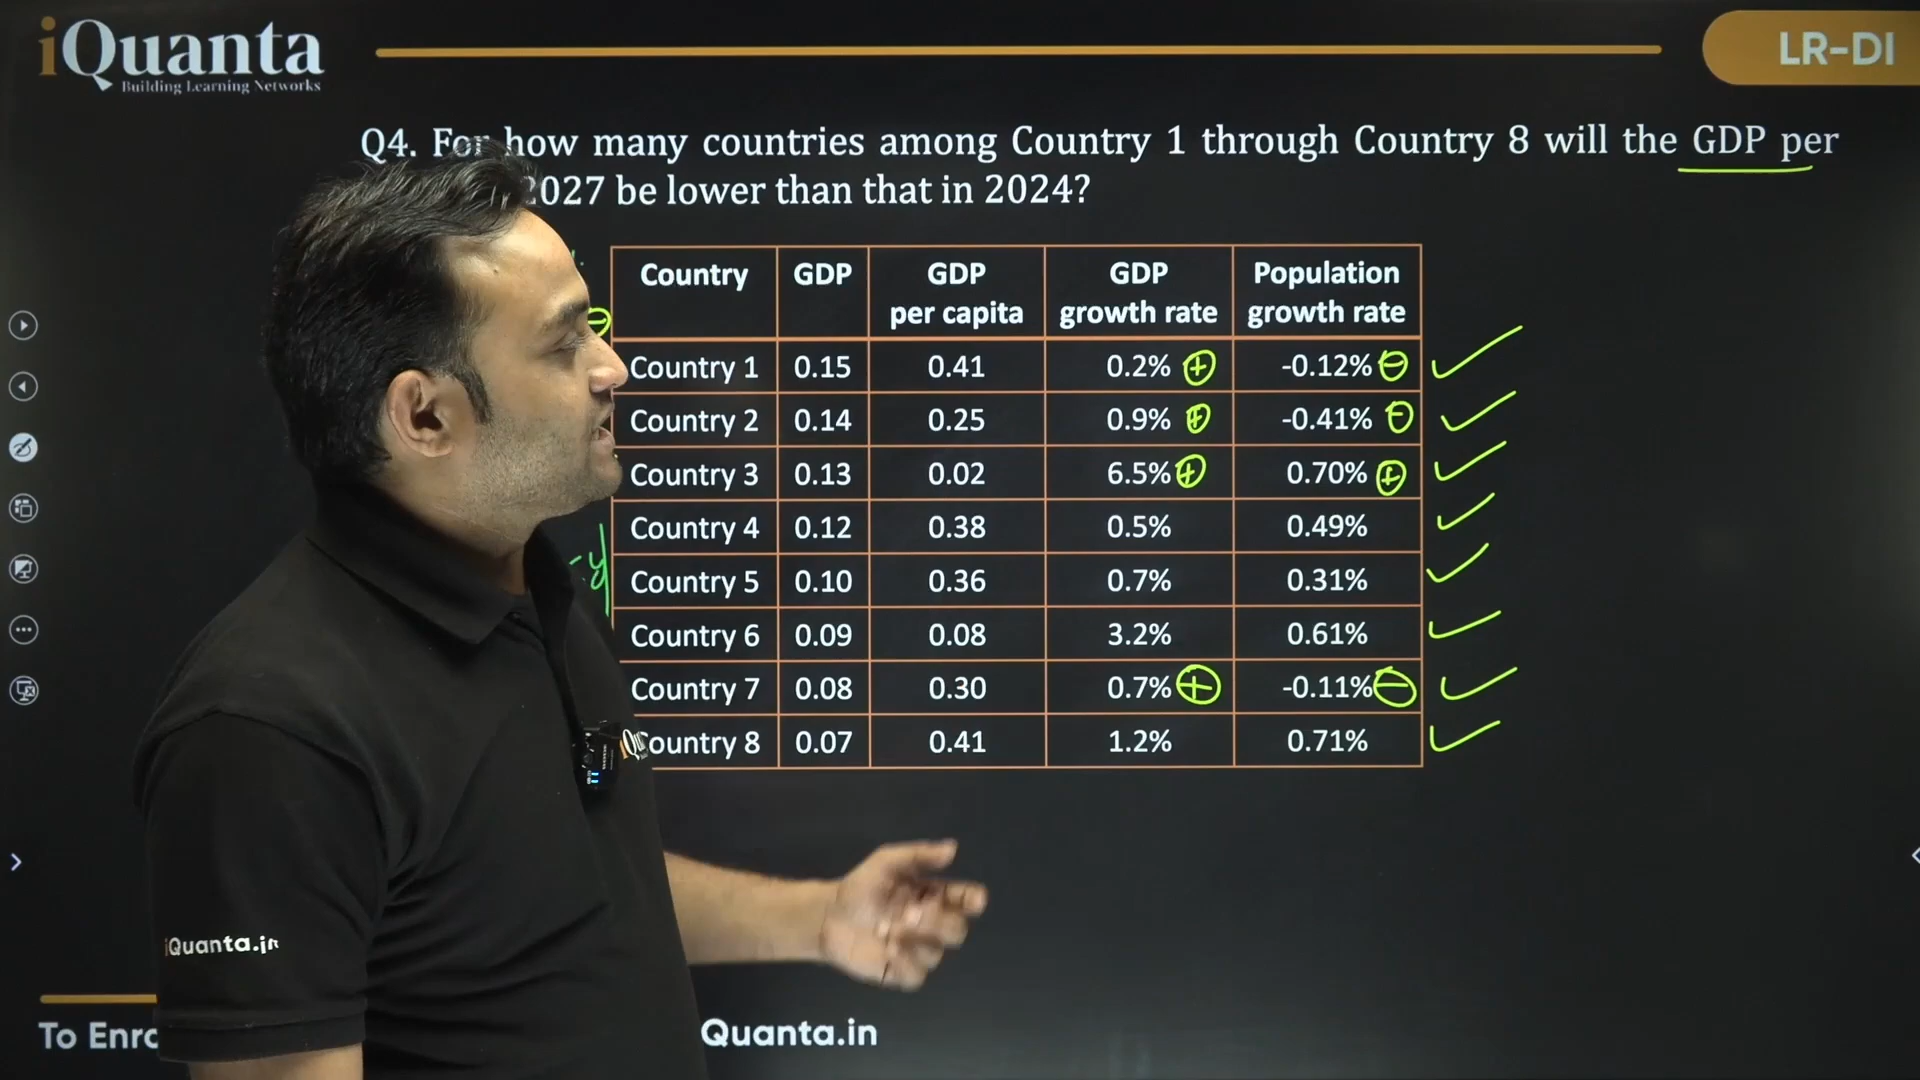 iQuanta
Building Learning Networks
LR-DI
Q4. For how many countries among Country 1 through Country 8 will the GDP per
2027 be lower than that in 2024?
Country GDP GDP per capita GDP growth rate Population growth rate
Country 1 0.15 0.41 0.2% + -0.12% −
Country 2 0.14 0.25 0.9% + -0.41% −
Country 3 0.13 0.02 6.5% + 0.70% +
Country 4 0.12 0.38 0.5% 0.49%
Country 5 0.10 0.36 0.7% 0.31%
Country 6 0.09 0.08 3.2% 0.61%
Country 7 0.08 0.30 0.7% + -0.11% −
Country 8 0.07 0.41 1.2% 0.71%
iQuanta.in
To Enro
Quanta.in